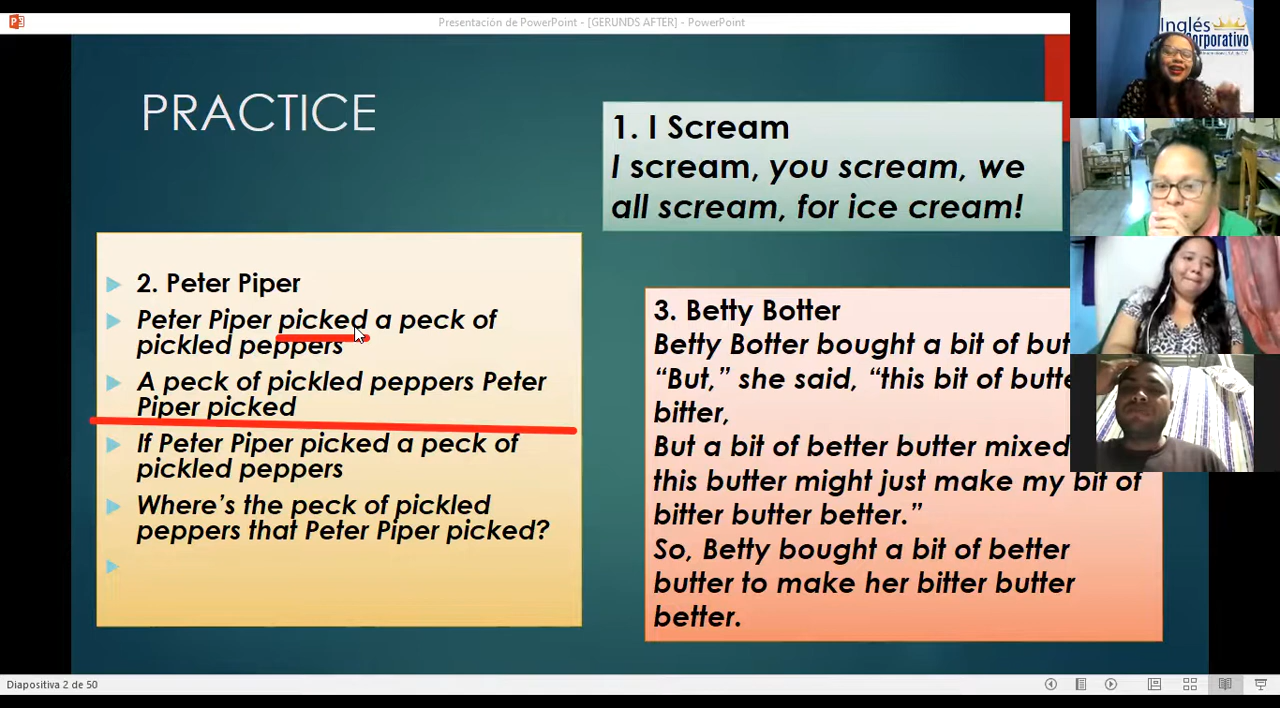 Presentación de PowerPoint - [GERUNDS AFTER] - PowerPoint
Inglés
Corporativo
PRACTICE
1. I Scream
I scream, you scream, we
all scream, for ice cream!
2. Peter Piper
Peter Piper picked a peck of
pickled peppers
A peck of pickled peppers Peter
Piper picked
If Peter Piper picked a peck of
pickled peppers
Where's the peck of pickled
peppers that Peter Piper picked?
3. Betty Botter
Betty Botter bought a bit of but
“But,” she said, “this bit of butte
bitter,
But a bit of better butter mixed
this butter might just make my bit of
bitter butter better.”
So, Betty bought a bit of better
butter to make her bitter butter
better.
Diapositiva 2 de 50